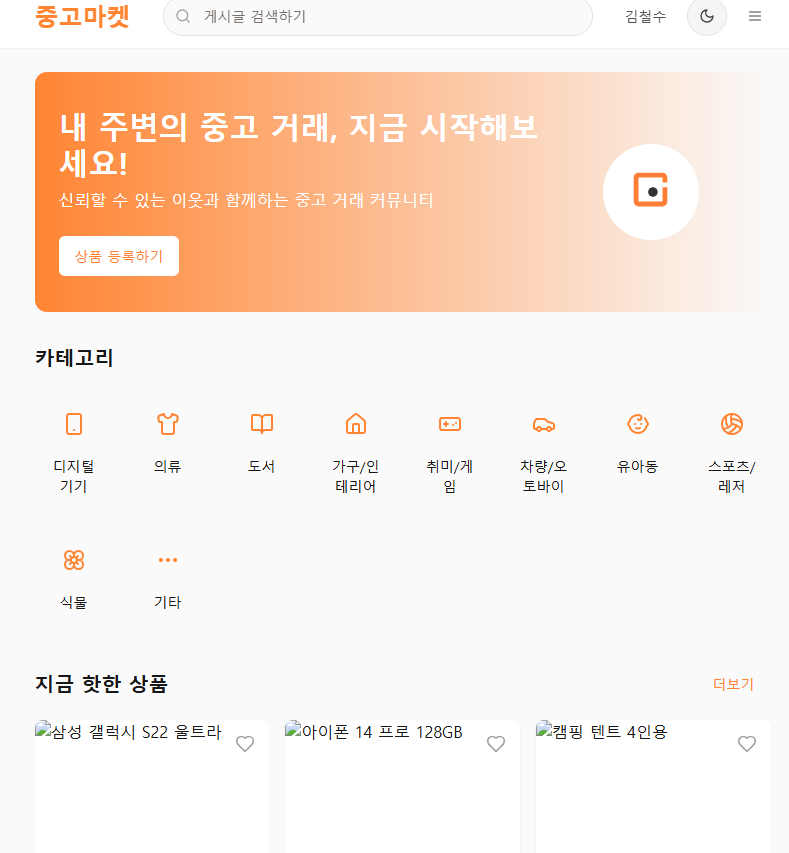 중고마켓
게시글 검색하기
김철수
내 주변의 중고 거래, 지금 시작해보
세요!
신뢰할 수 있는 이웃과 함께하는 중고 거래 커뮤니티
상품 등록하기
카테고리
디지털
기기
의류
도서
가구/인
테리어
취미/게
임
차량/오
토바이
유아동
스포츠/
레저
식물
기타
지금 핫한 상품
더보기
삼성 갤럭시 S22 울트라
아이폰 14 프로 128GB
캠핑 텐트 4인용